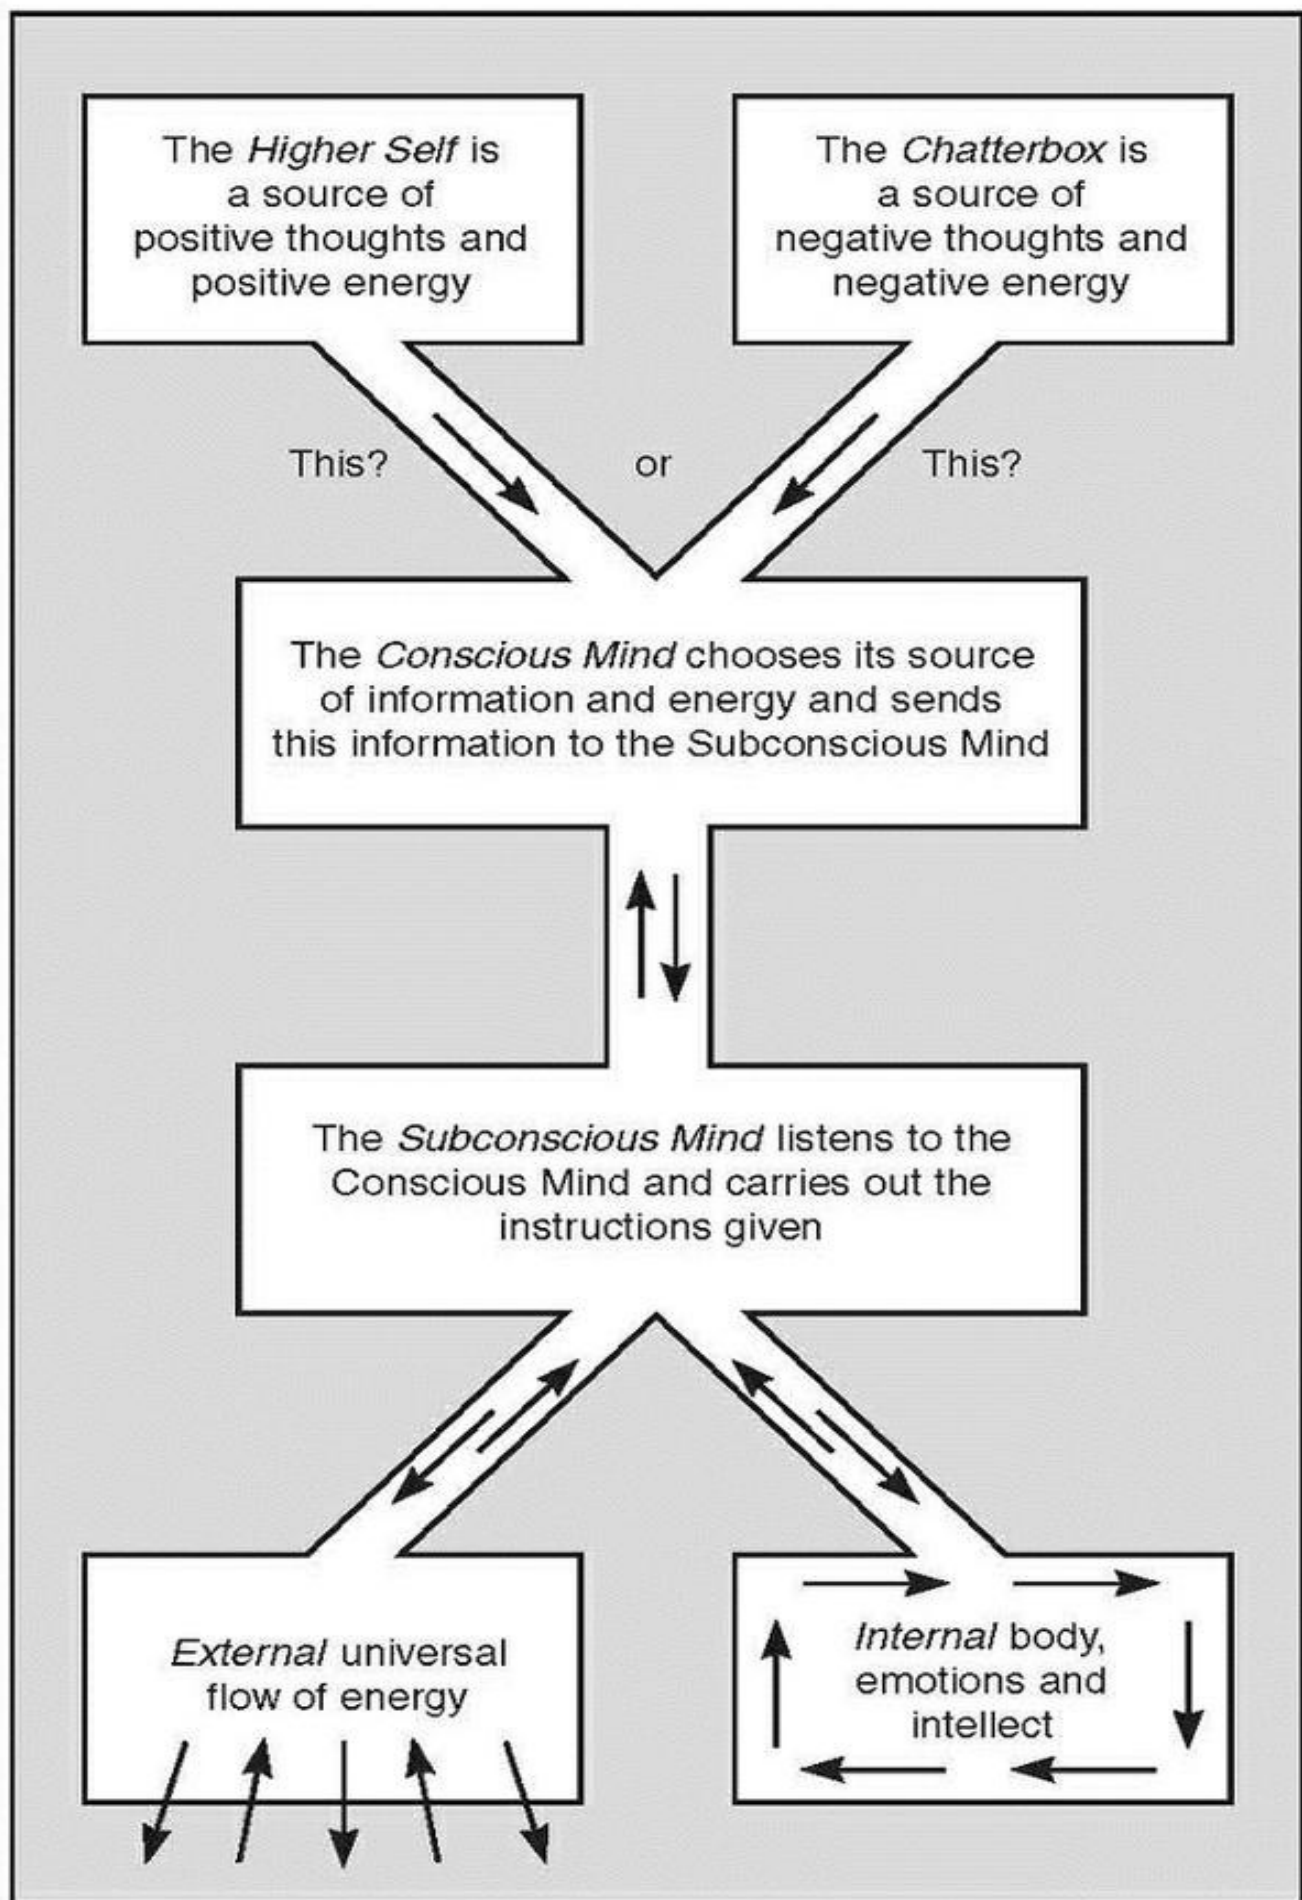 The Higher Self is
a source of
positive thoughts and
positive energy
The Chatterbox is
a source of
negative thoughts and
negative energy
This?
or
This?
The Conscious Mind chooses its source
of information and energy and sends
this information to the Subconscious Mind
The Subconscious Mind listens to the
Conscious Mind and carries out the
instructions given
External universal
flow of energy
Internal body,
emotions and
intellect